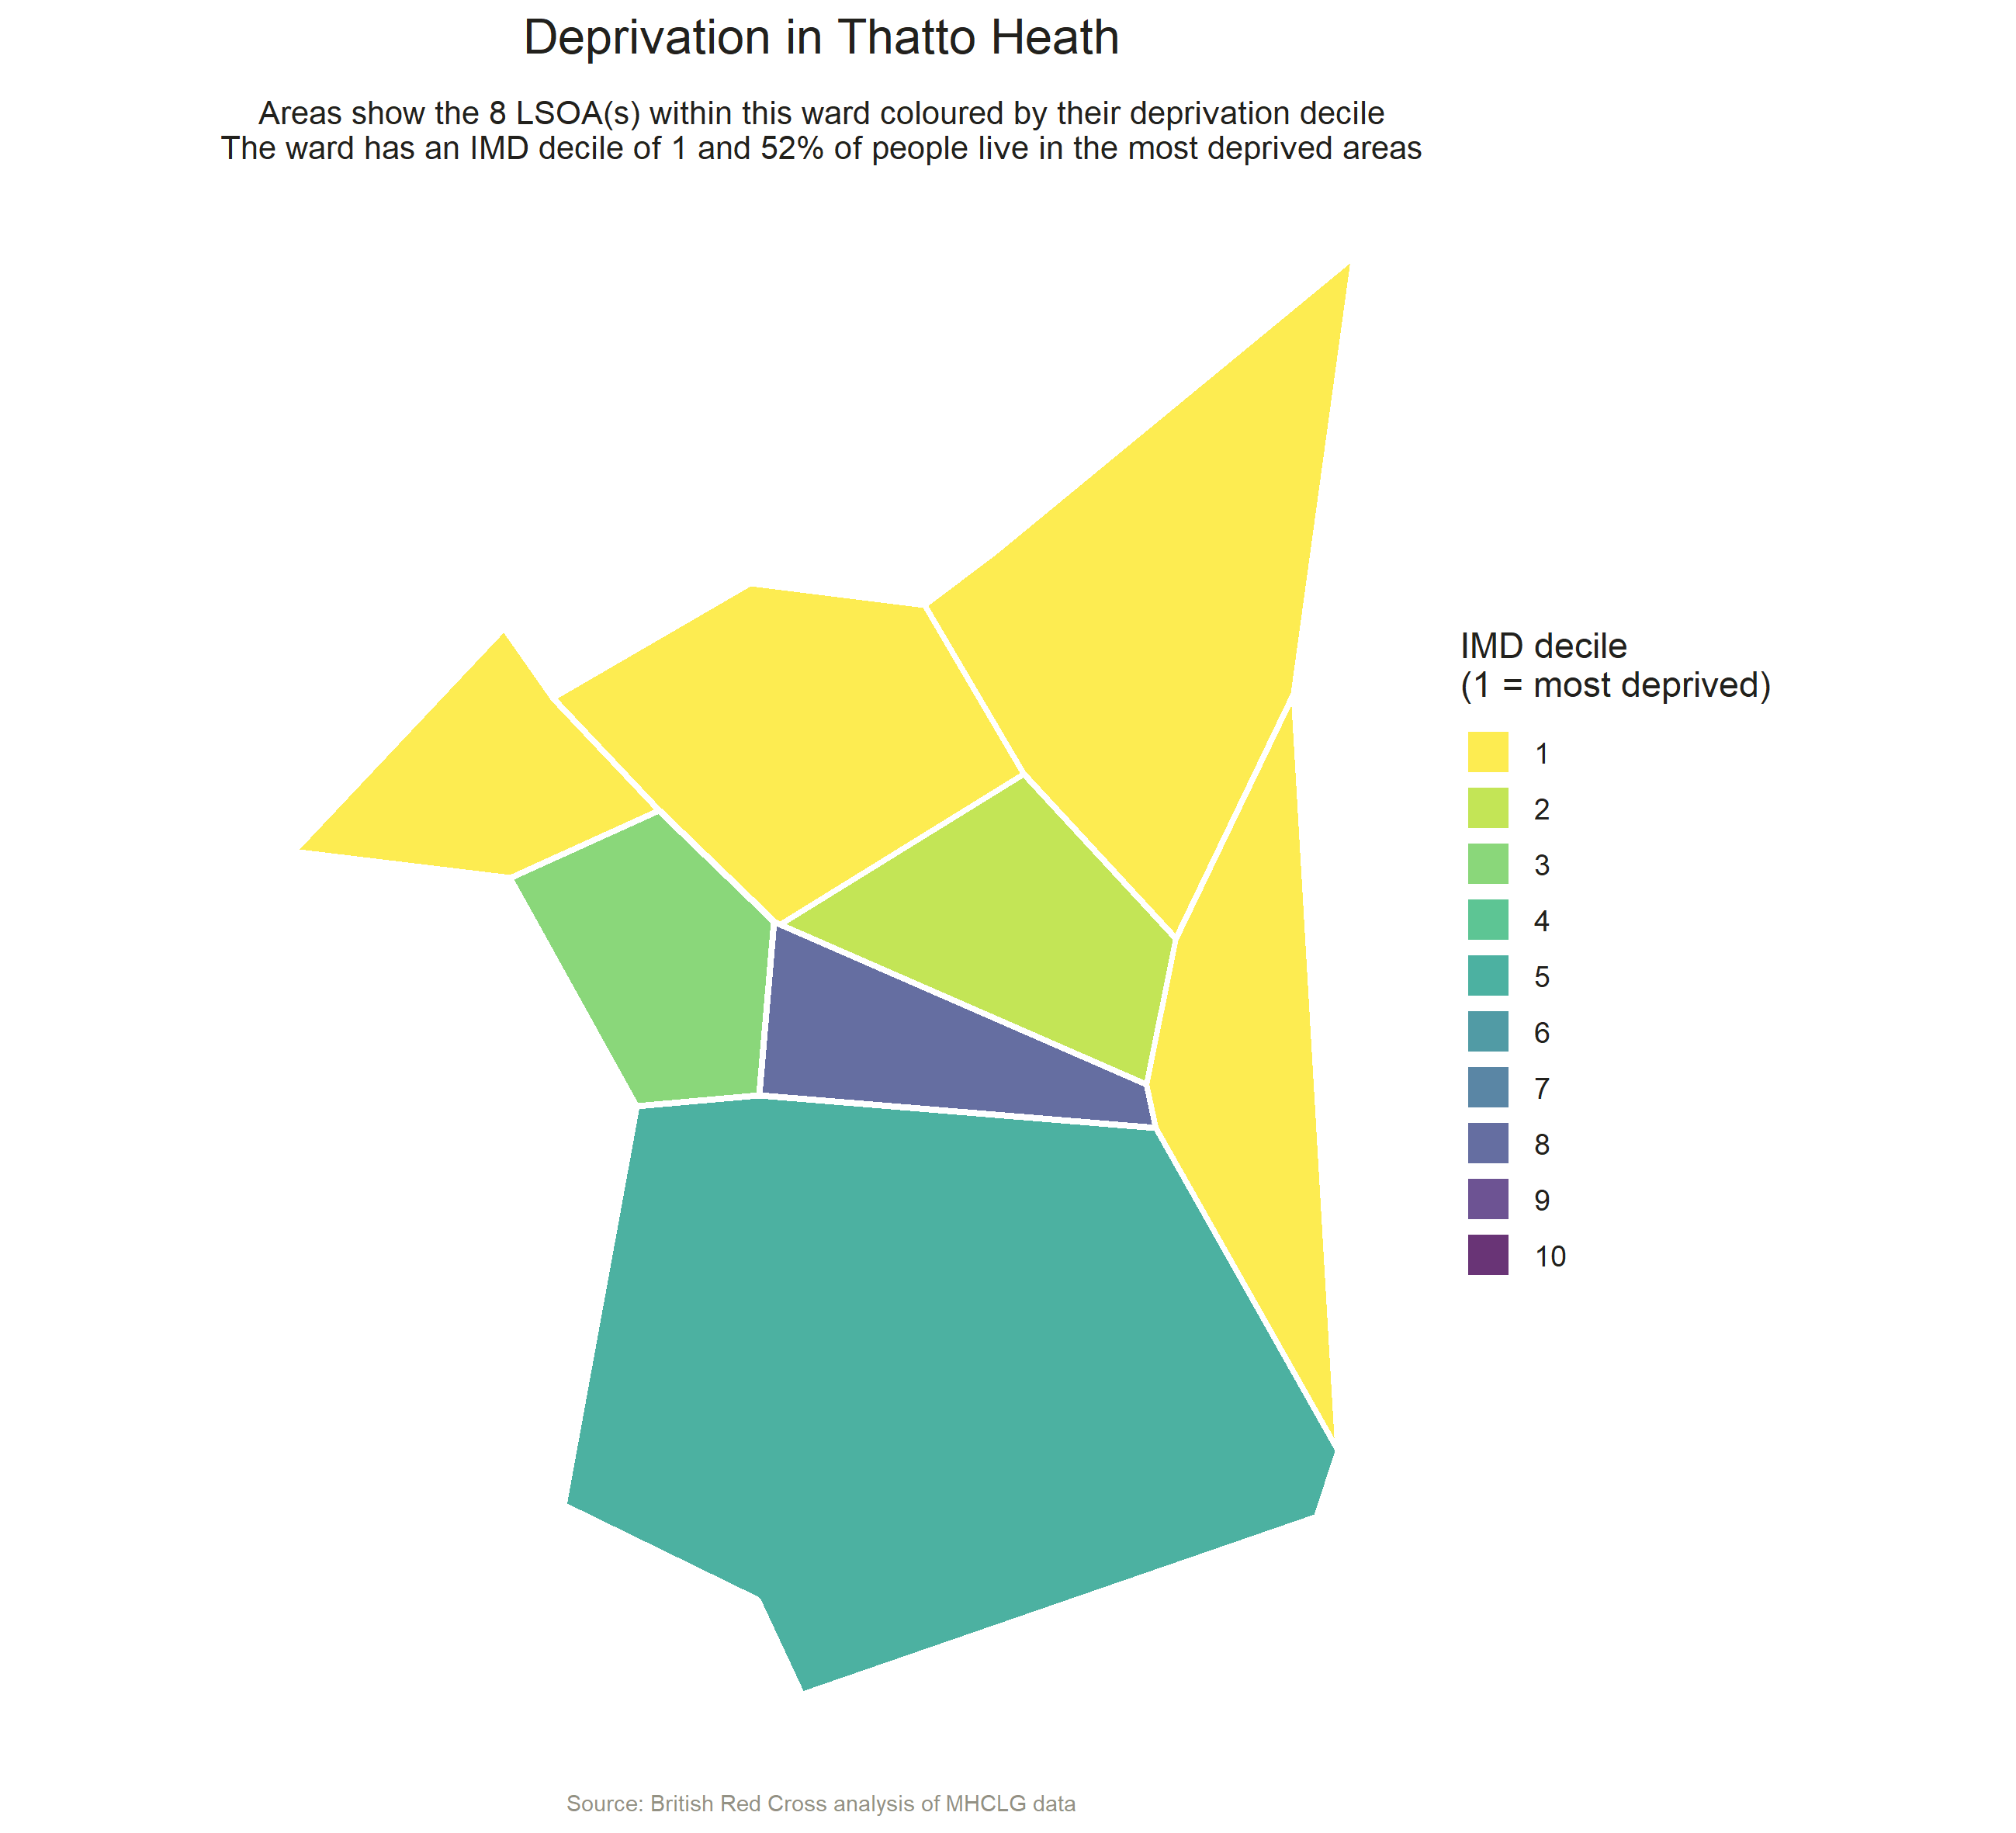 Deprivation in Thatto Heath
Areas show the 8 LSOA(s) within this ward coloured by their deprivation decile
The ward has an IMD decile of 1 and 52% of people live in the most deprived areas
IMD decile
(1 = most deprived)
1
2
3
4
5
6
7
8
9
10
Source: British Red Cross analysis of MHCLG data